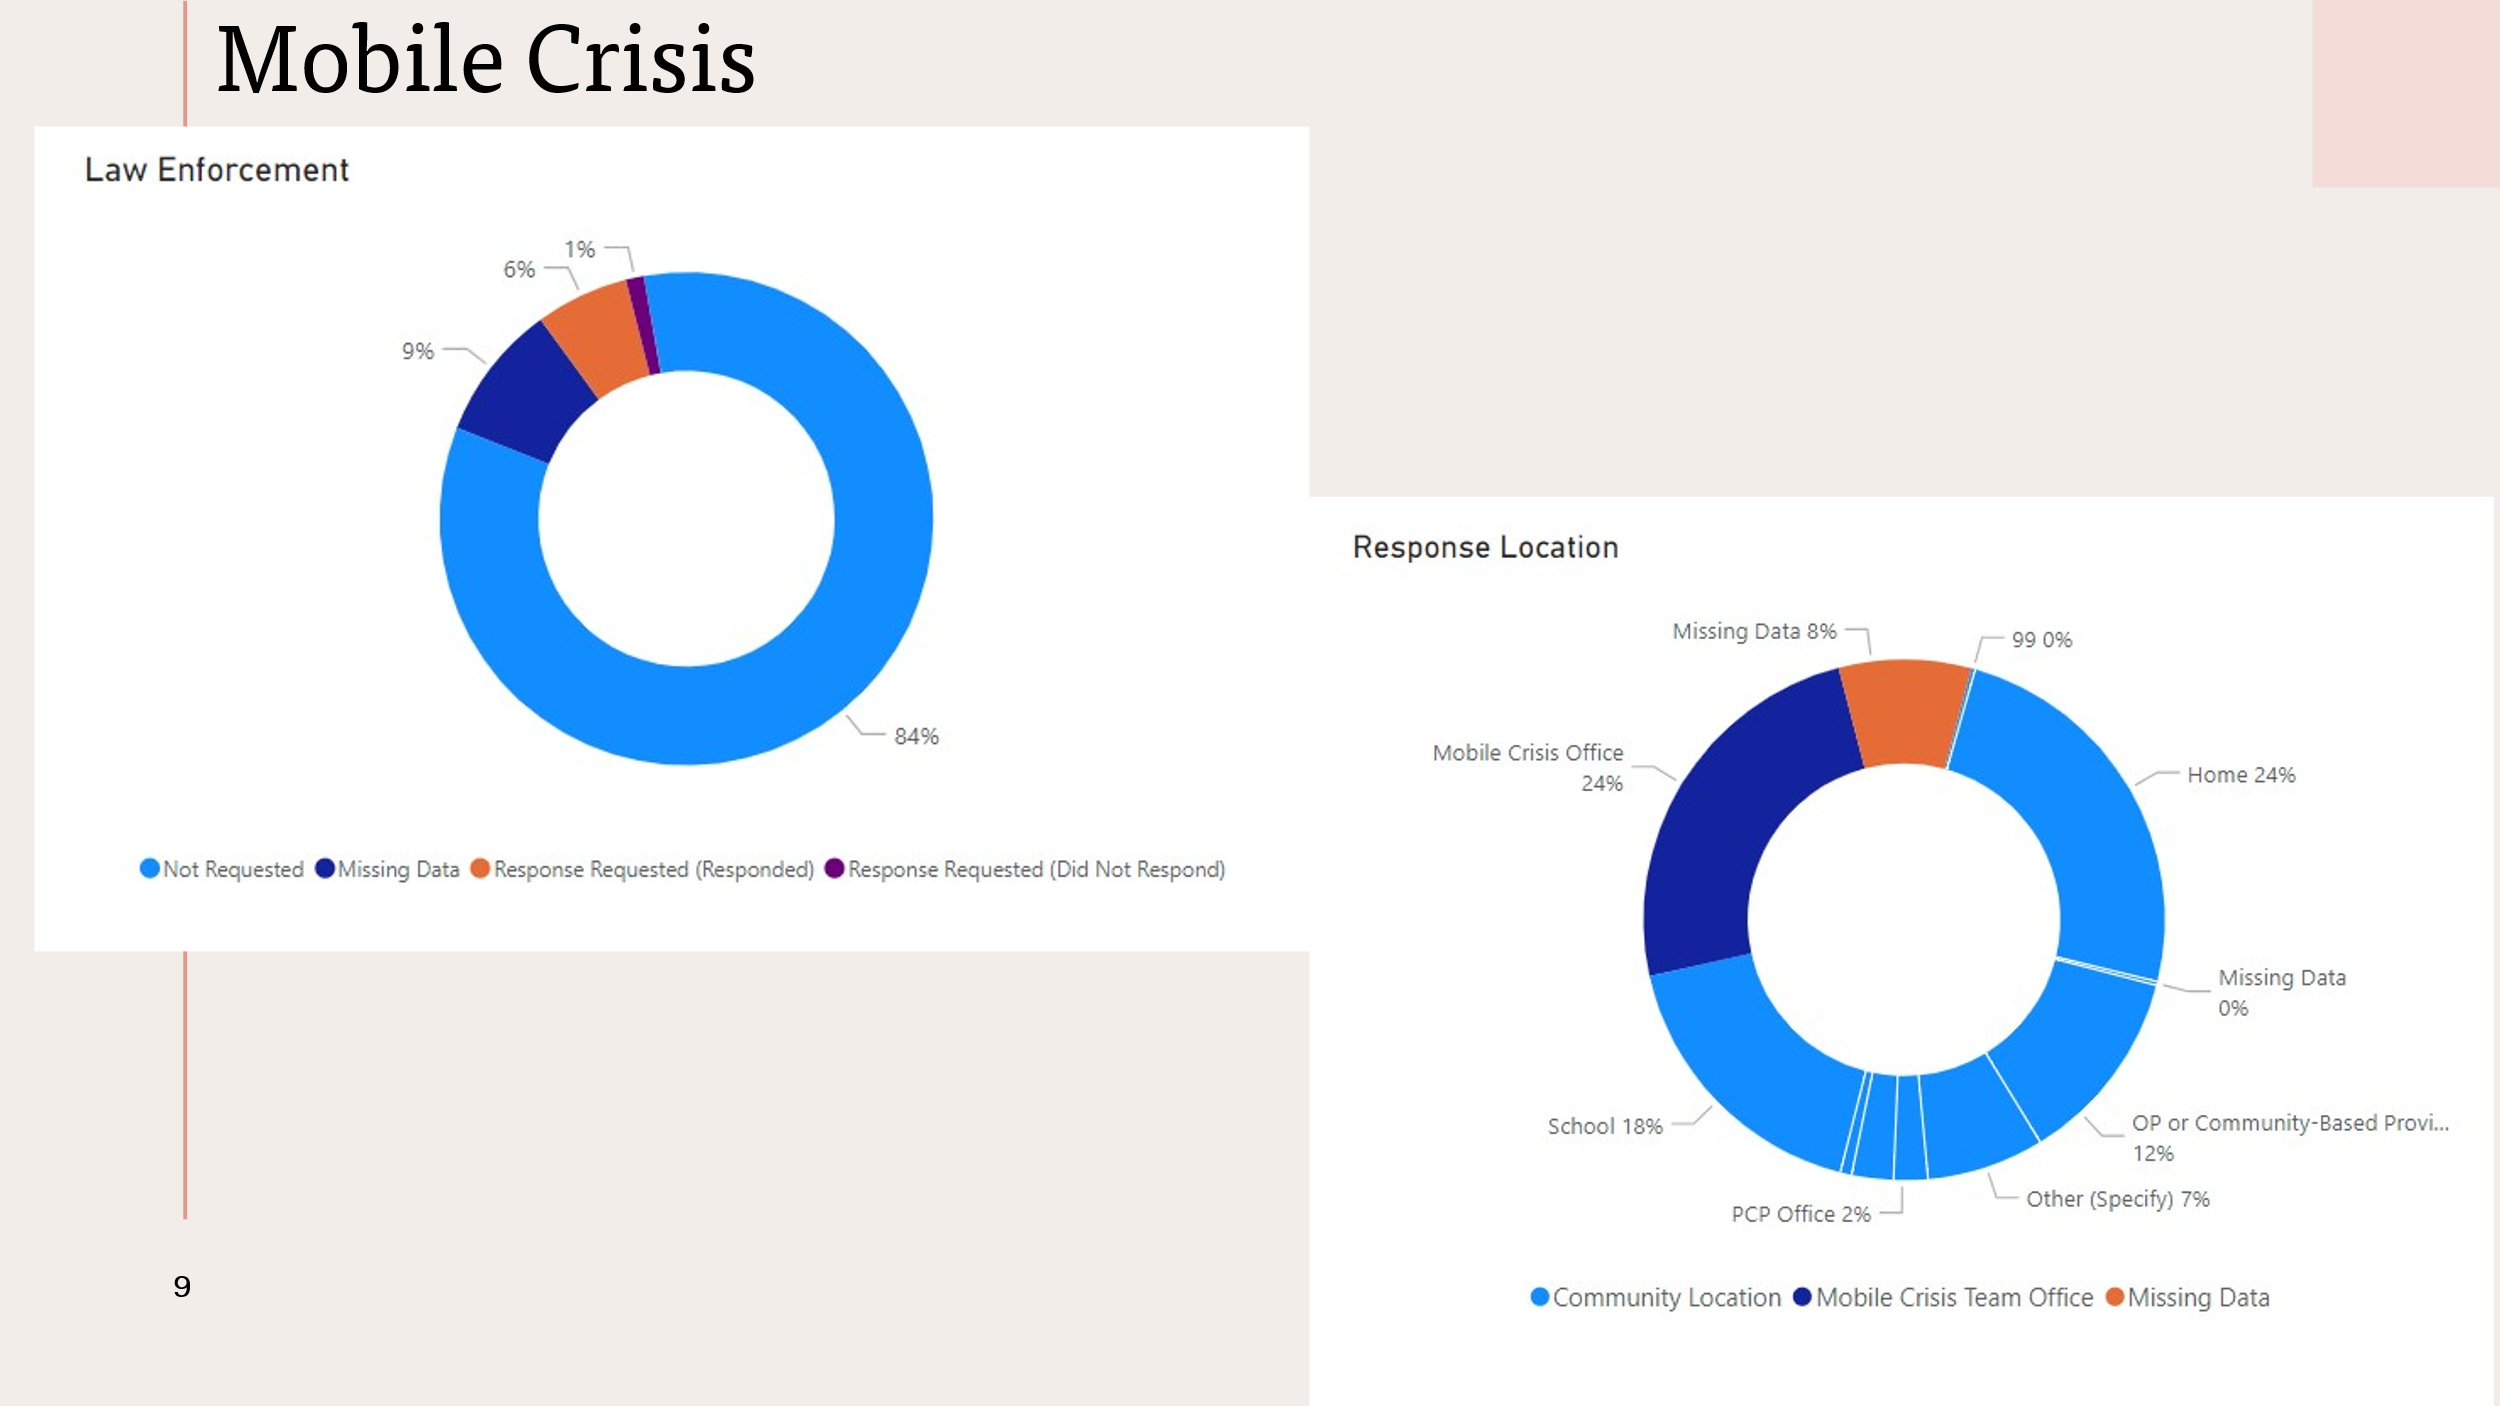 Mobile Crisis
Law Enforcement
1%
6%
9%
84%
Not Requested Missing Data Response Requested (Responded) Response Requested (Did Not Respond)
Response Location
Missing Data 8%
99 0%
Mobile Crisis Office
24%
Home 24%
Missing Data
0%
School 18%
OP or Community-Based Provi...
12%
Other (Specify) 7%
PCP Office 2%
Community Location Mobile Crisis Team Office Missing Data
9